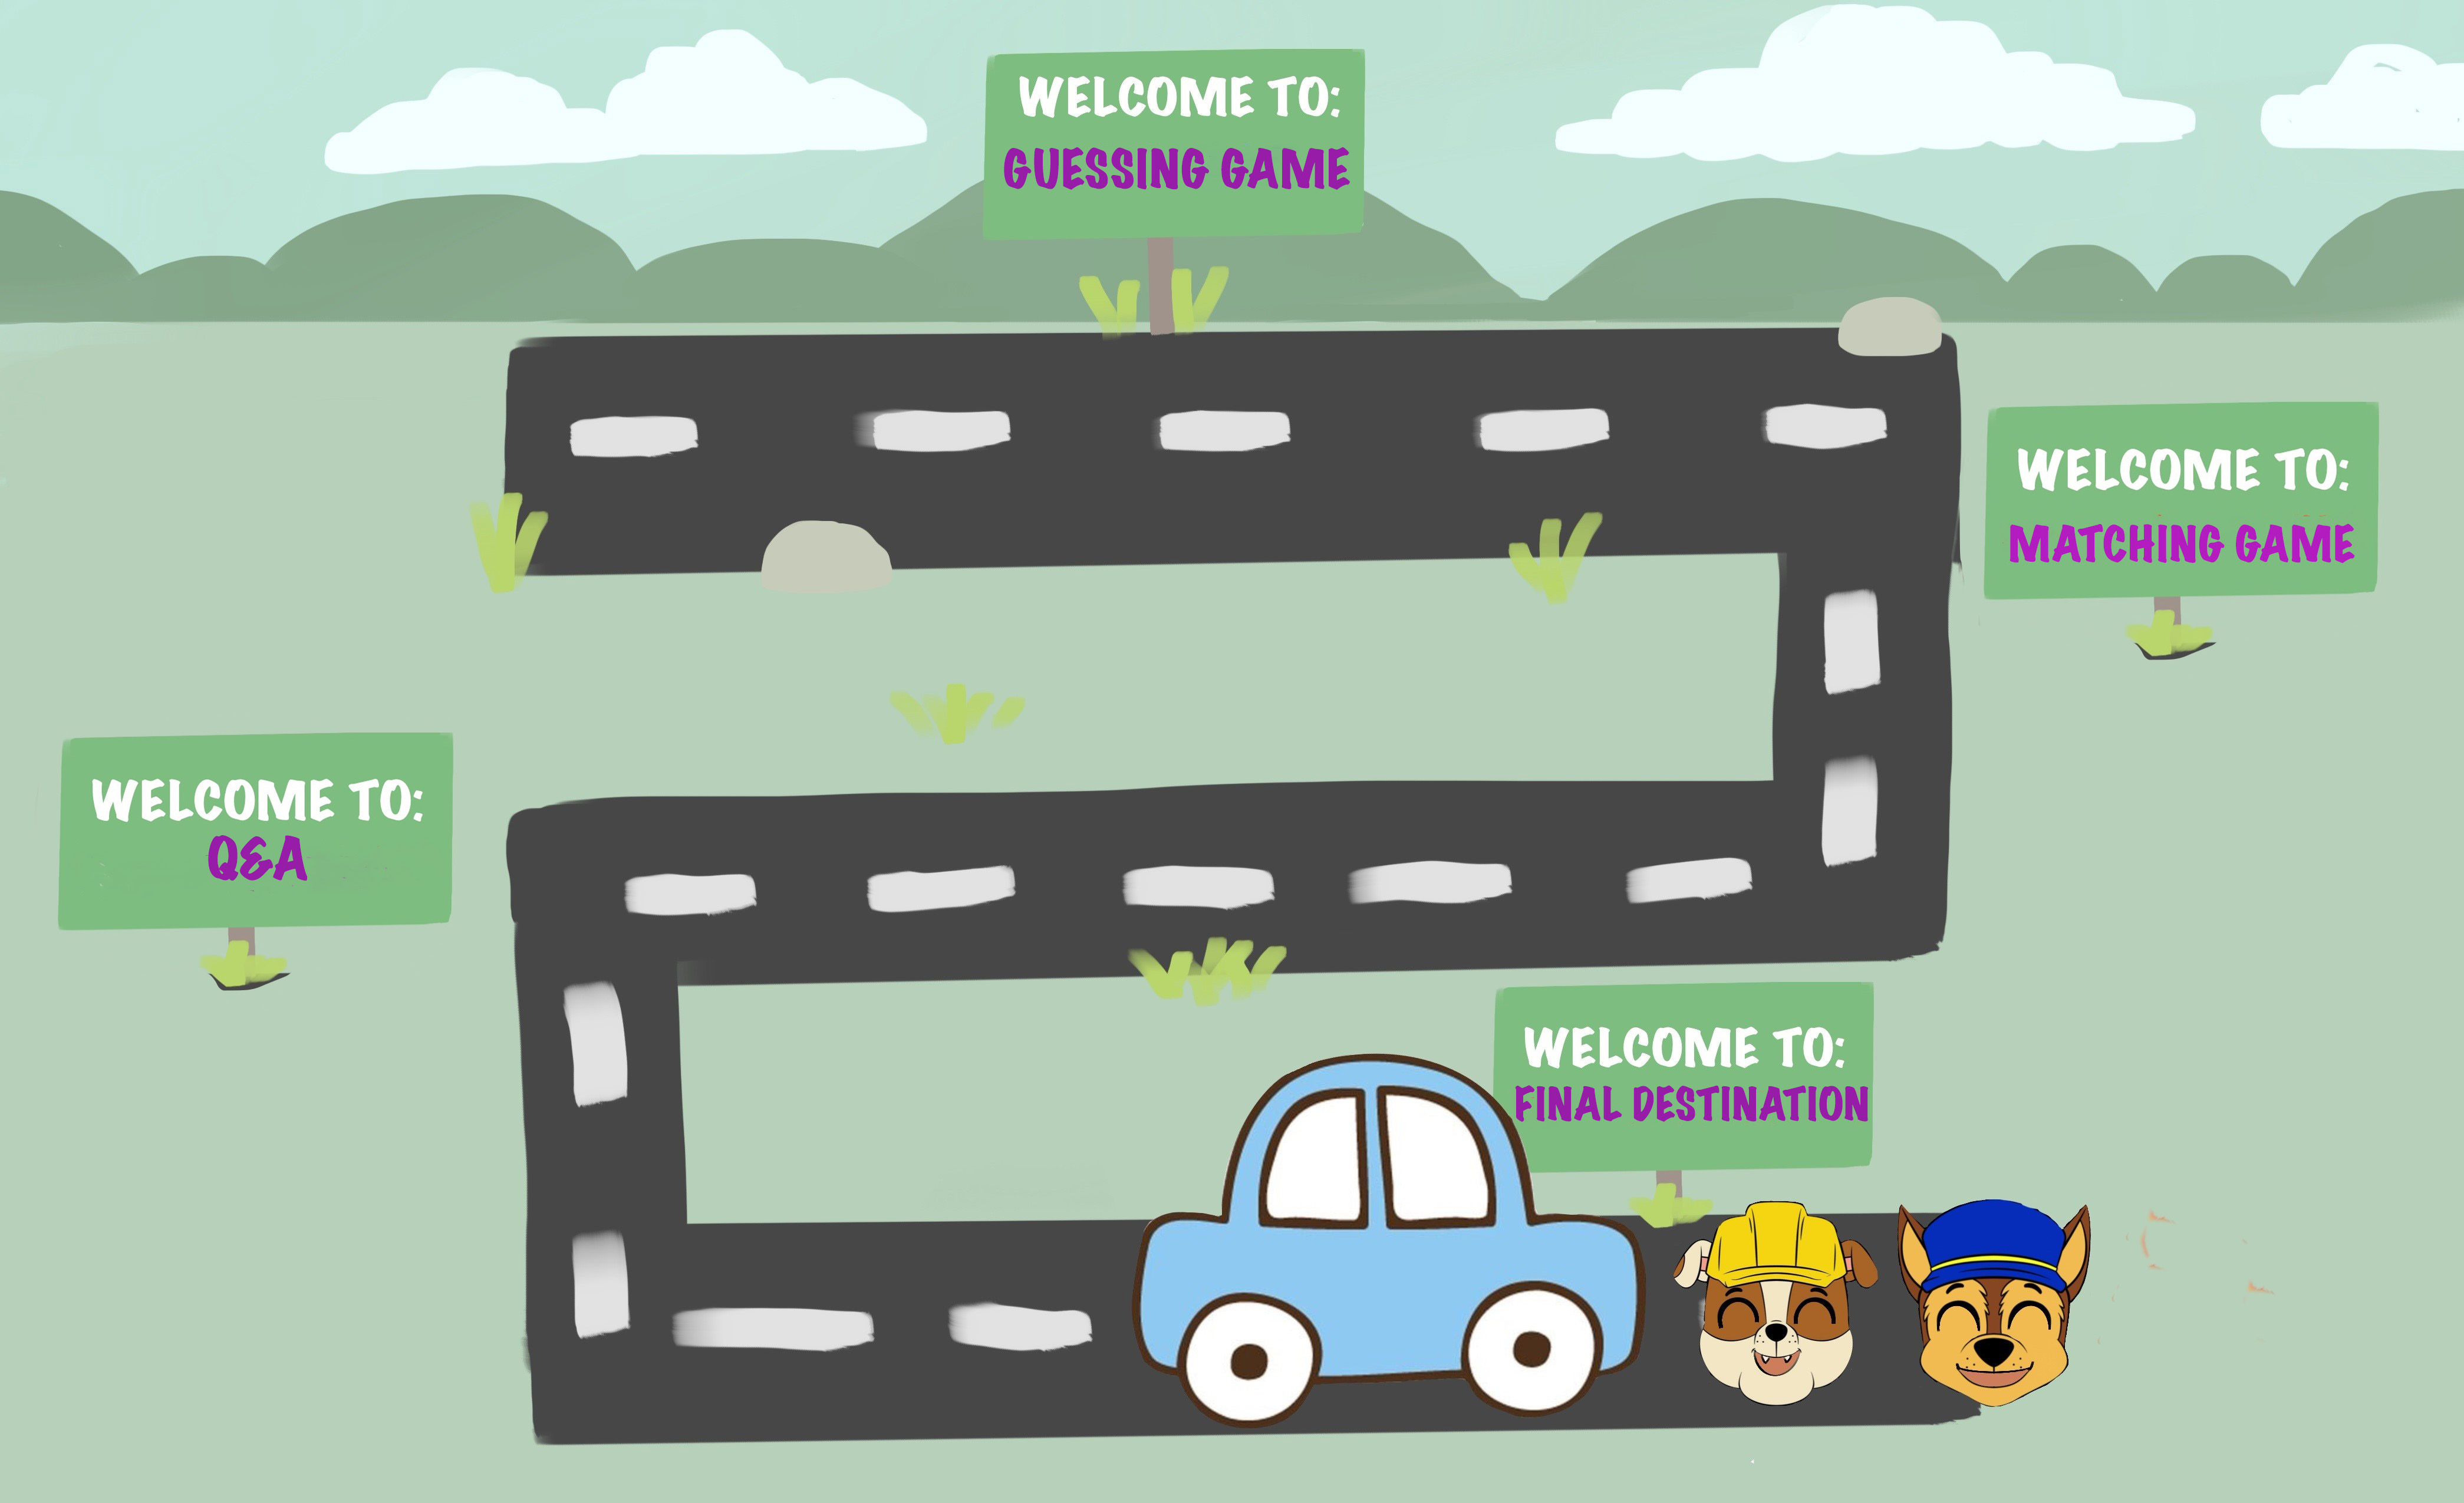 WELCOME TO:
GUESSING GAME
WELCOME TO:
MATCHING GAME
WELCOME TO:
Q&A
WELCOME TO:
FINAL DESTINATION